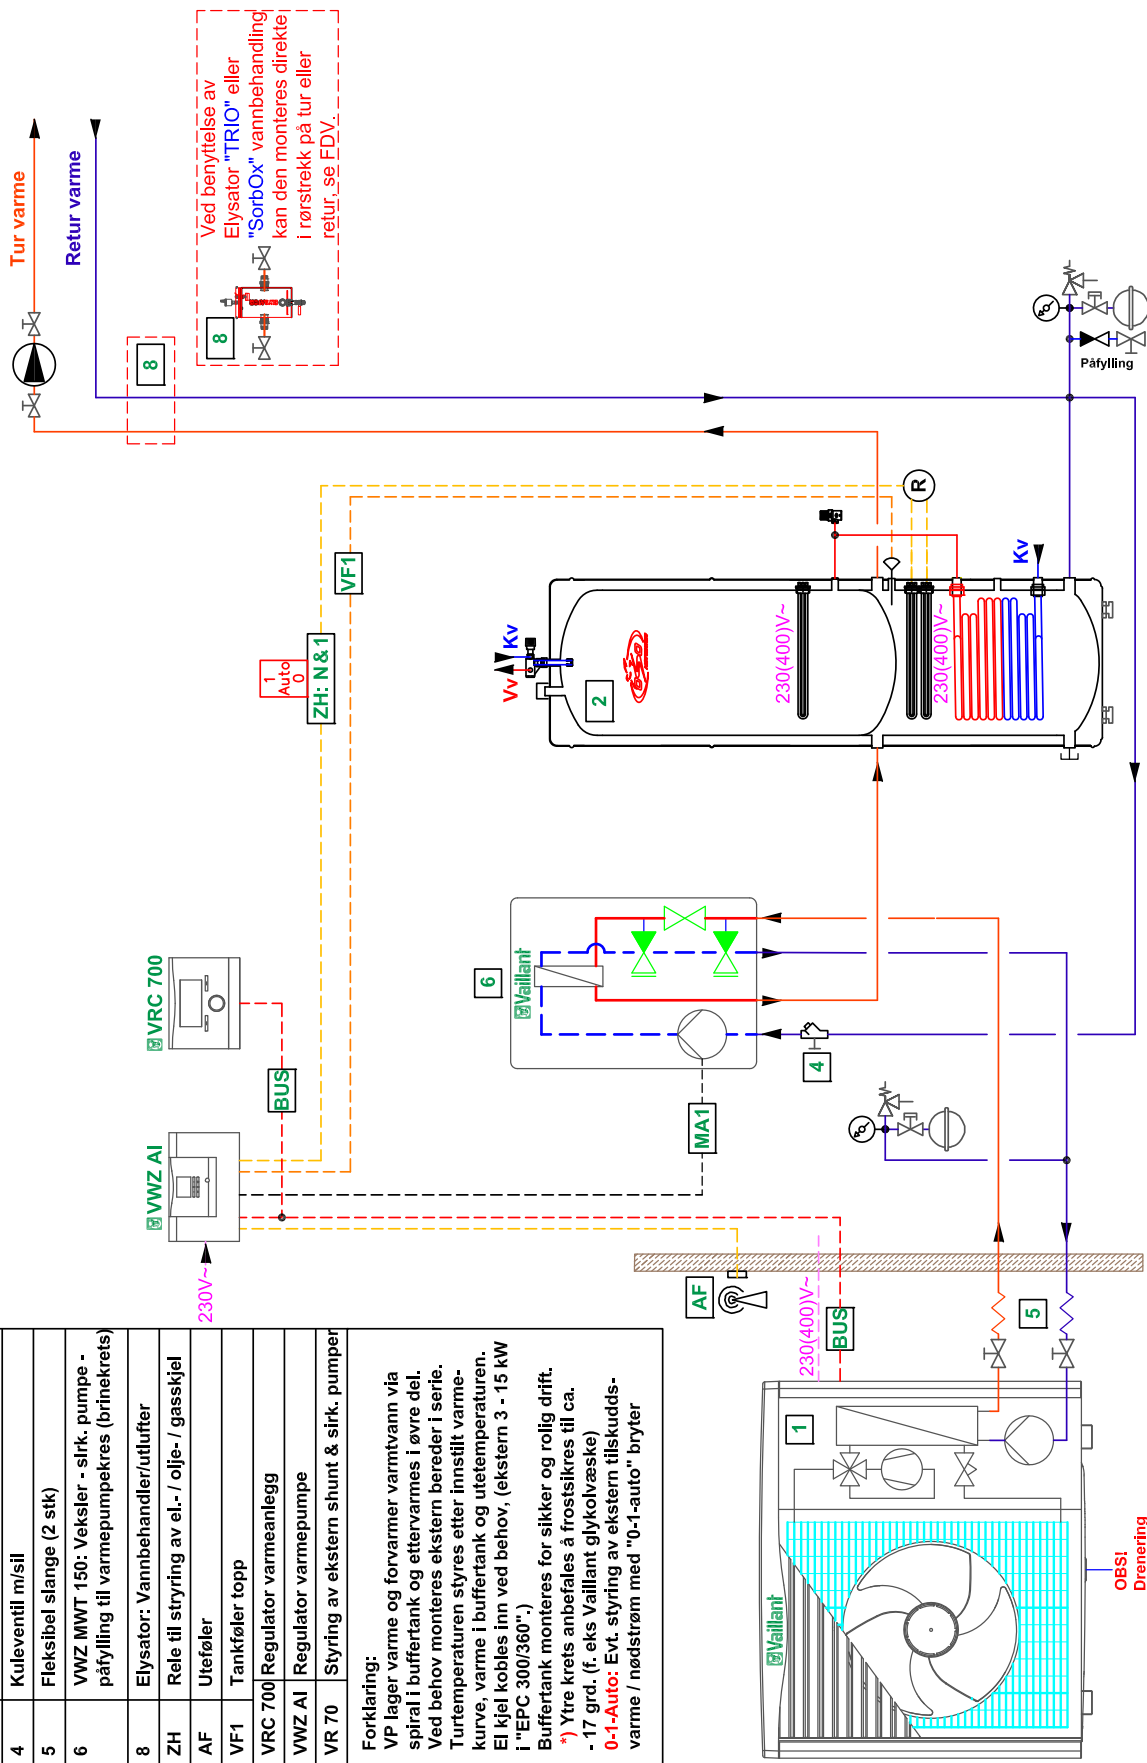 4 Kuleventil m/sil
5 Fleksibel slange (2 stk)
6 VWZ MWT 150: Veksler - sirk. pumpe -
påfylling til varmepumpekres (brinekrets)
8 Elysator: Vannbehandler/utlufter
ZH Rele til stryring av el.- / olje- / gasskjel
AF Uteføler
VF1 Tankføler topp
VRC 700 Regulator varmeanlegg
VWZ AI Regulator varmepumpe
VR 70 Styring av ekstern shunt & sirk. pumper
Forklaring:
VP lager varme og forvarmer varmtvann via
spiral i buffertank og ettervarmes i øvre del.
Ved behov monteres ekstern bereder i serie.
Turtemperaturen styres etter innstilt varme-
kurve, varme i buffertank og utetemperaturen.
El kjel kobles inn ved behov, (ekstern 3 - 15 kW
i "EPC 300/360".)
Buffertank monteres for sikker og rolig drift.
*) Ytre krets anbefales å frostsikres til ca.
- 17 grd. (f. eks Vaillant glykolvæske)
0-1-Auto: Evt. styring av ekstern tilskudds-
varme / nødstrøm med "0-1-auto" bryter
VWZ AI
230V~
VRC 700
BUS
1
Auto
0
ZH: N & 1
VF1
MA1
Tur varme
Retur varme
8
8
Ved benyttelse av
Elysator "TRIO" eller
"SorbOx" vannbehandling
kan den monteres direkte
i rørstrekk på tur eller
retur, se FDV.
6
Vaillant
4
Vv
Kv
2
230(400)V~
230(400)V~
R
Kv
Påfylling
AF
230(400)V~
BUS
5
1
Vaillant
OBS!
Drenering